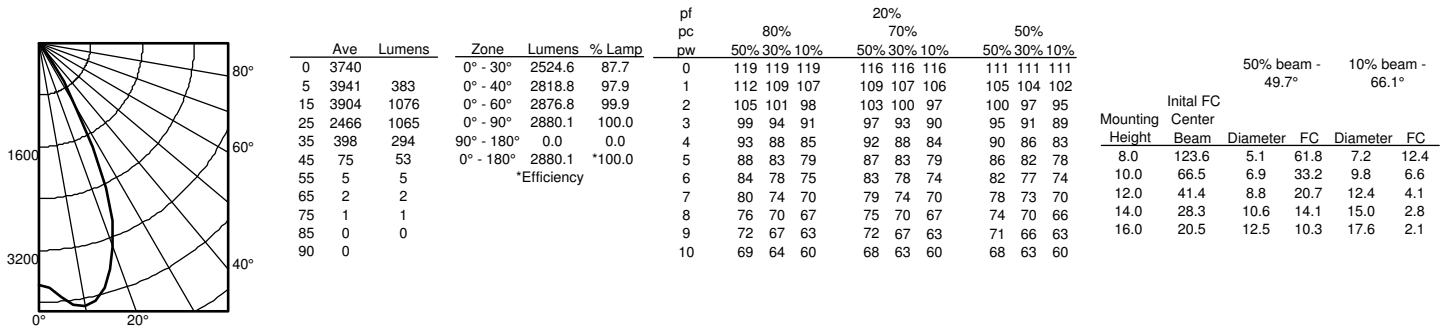 1600
3200
0°
20°
40°
60°
80°
Ave Lumens
0 3740
5 3941 383
15 3904 1076
25 2466 1065
35 398 294
45 75 53
55 5 5
65 2 2
75 1 1
85 0 0
90 0
Zone Lumens % Lamp
0° - 30° 2524.6 87.7
0° - 40° 2818.8 97.9
0° - 60° 2876.8 99.9
0° - 90° 2880.1 100.0
90° - 180° 0.0 0.0
0° - 180° 2880.1 *100.0
*Efficiency
pf 20%
pc 80% 70% 50%
pw 50% 30% 10% 50% 30% 10% 50% 30% 10%
0 119 119 119 116 116 116 111 111 111
1 112 109 107 109 107 106 105 104 102
2 105 101 98 103 100 97 100 97 95
3 99 94 91 97 93 90 95 91 89
4 93 88 85 92 88 84 90 86 83
5 88 83 79 87 83 79 86 82 78
6 84 78 75 83 78 74 82 77 74
7 80 74 70 79 74 70 78 73 70
8 76 70 67 75 70 67 74 70 66
9 72 67 63 72 67 63 71 66 63
10 69 64 60 68 63 60 68 63 60
50% beam - 10% beam -
49.7° 66.1°
Inital FC
Mounting Center
Height Beam Diameter FC Diameter FC
8.0 123.6 5.1 61.8 7.2 12.4
10.0 66.5 6.9 33.2 9.8 6.6
12.0 41.4 8.8 20.7 12.4 4.1
14.0 28.3 10.6 14.1 15.0 2.8
16.0 20.5 12.5 10.3 17.6 2.1